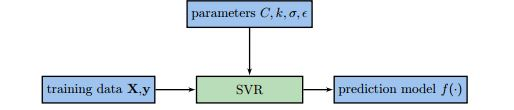 parameters C, k, σ, ϵ
training data X,y
SVR
prediction model f(·)